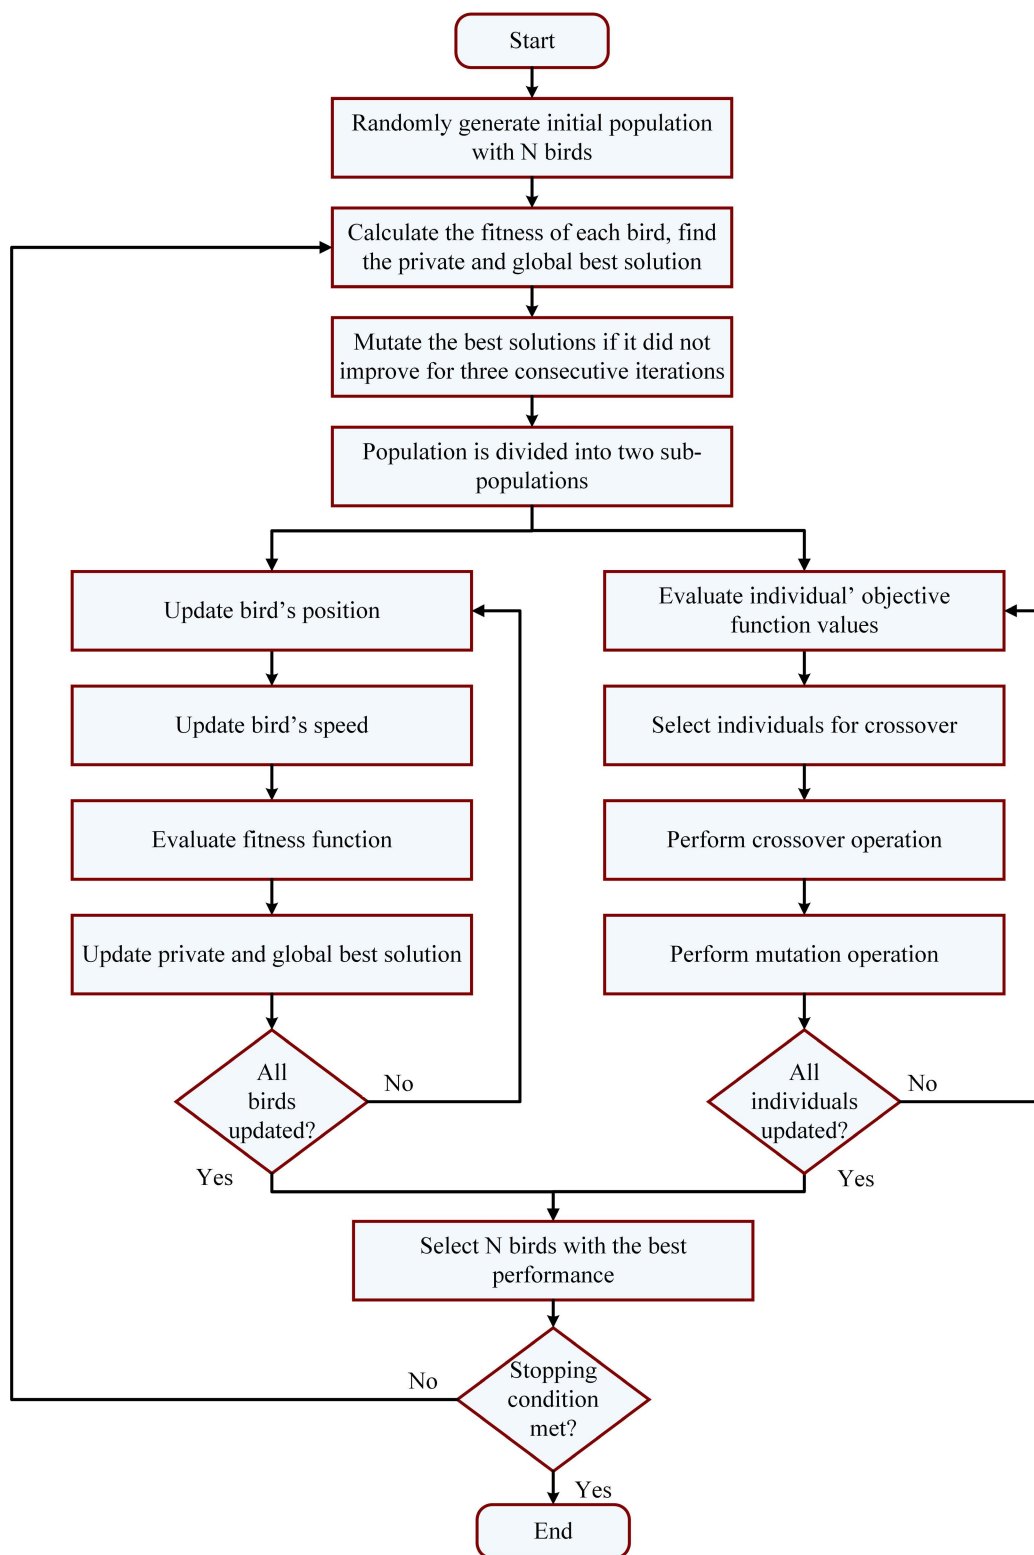 Start
Randomly generate initial population
with N birds
Calculate the fitness of each bird, find
the private and global best solution
Mutate the best solutions if it did not
improve for three consecutive iterations
Population is divided into two sub-
populations
Update bird’s position
Update bird’s speed
Evaluate fitness function
Update private and global best solution
All
birds
updated?
No
Yes
Evaluate individual’ objective
function values
Select individuals for crossover
Perform crossover operation
Perform mutation operation
All
individuals
updated?
No
Yes
Select N birds with the best
performance
Stopping
condition
met?
No
Yes
End